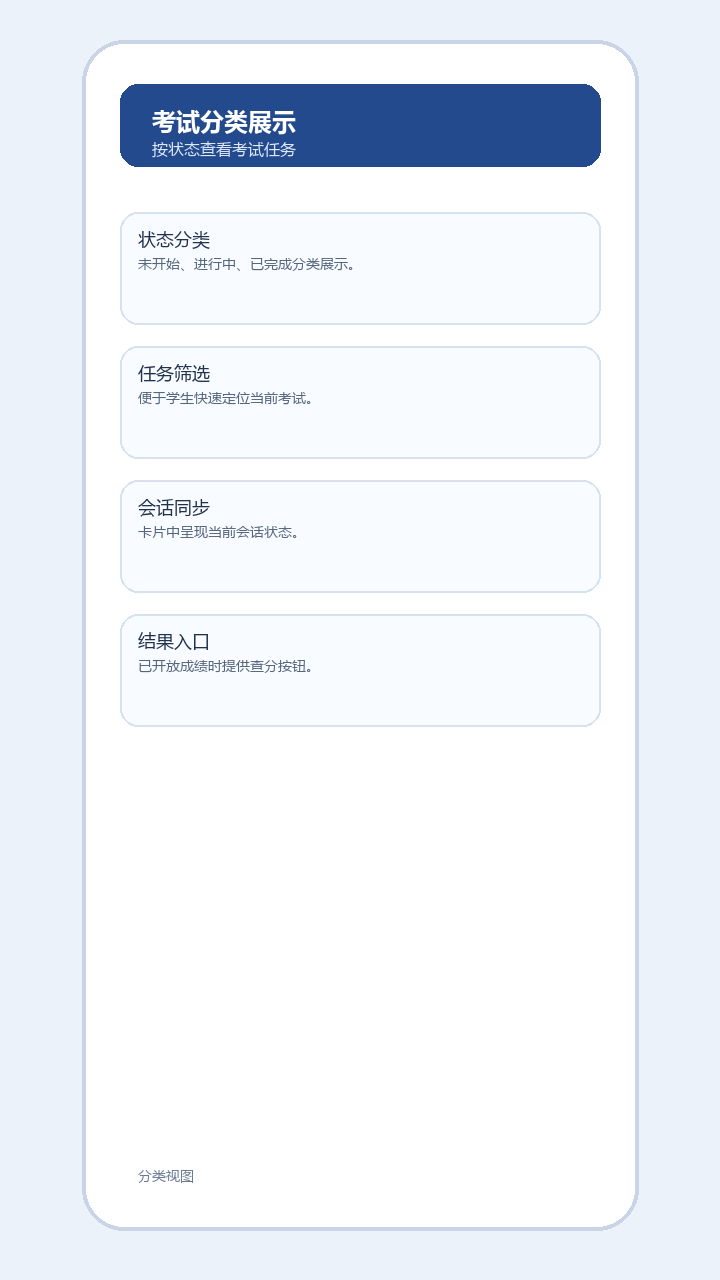 考试分类展示
按状态查看考试任务
状态分类
未开始、进行中、已完成分类展示。
任务筛选
便于学生快速定位当前考试。
会话同步
卡片中呈现当前会话状态。
结果入口
已开放成绩时提供查分按钮。
分类视图